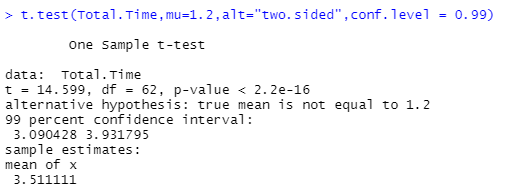 > t.test(Total.Time,mu=1.2,alt="two.sided",conf.level = 0.99)
One Sample t-test
data:  Total.Time
t = 14.599, df = 62, p-value < 2.2e-16
alternative hypothesis: true mean is not equal to 1.2
99 percent confidence interval:
3.090428 3.931795
sample estimates:
mean of x
3.511111